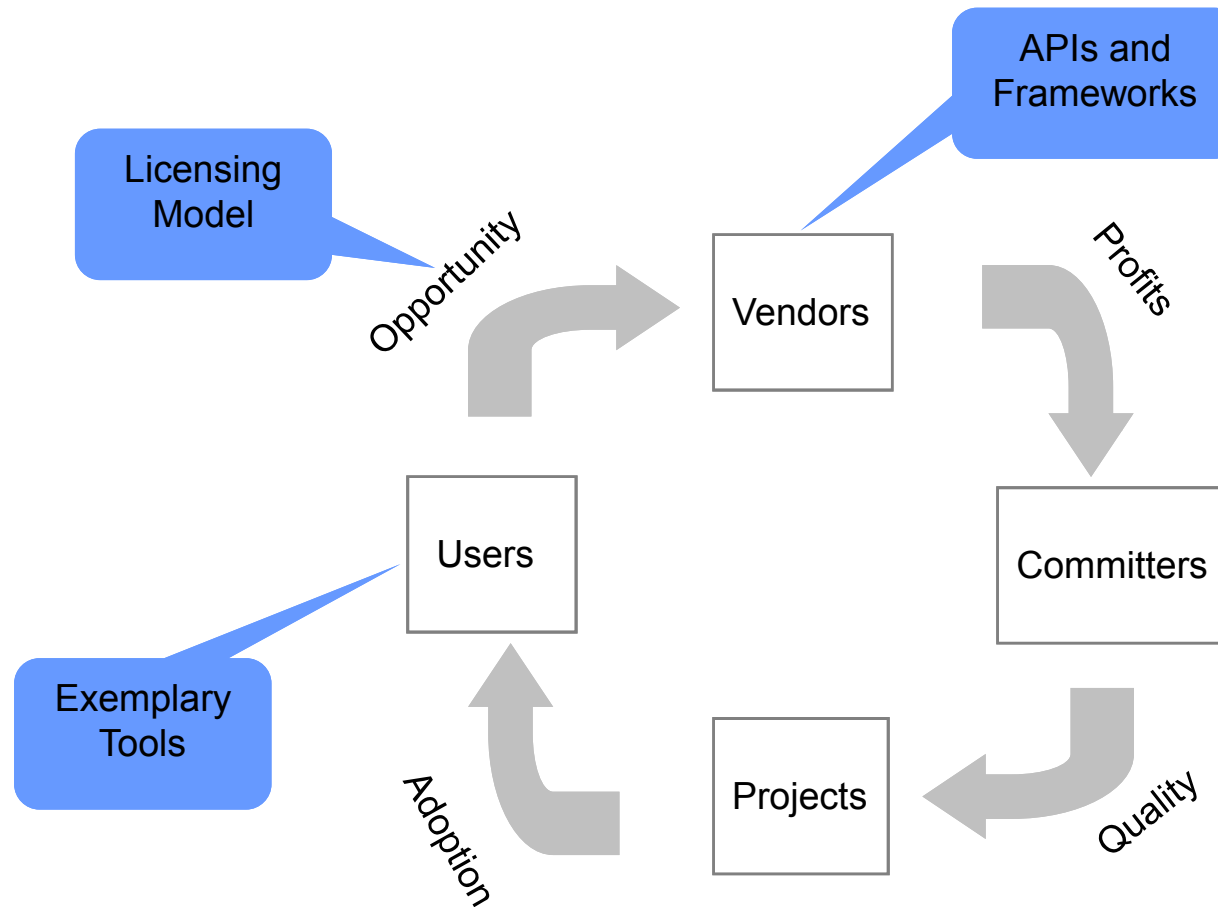 APIs and
Frameworks
Licensing
Model
Opportunity
Vendors
Profits
Users
Committers
Exemplary
Tools
Adoption
Projects
Quality